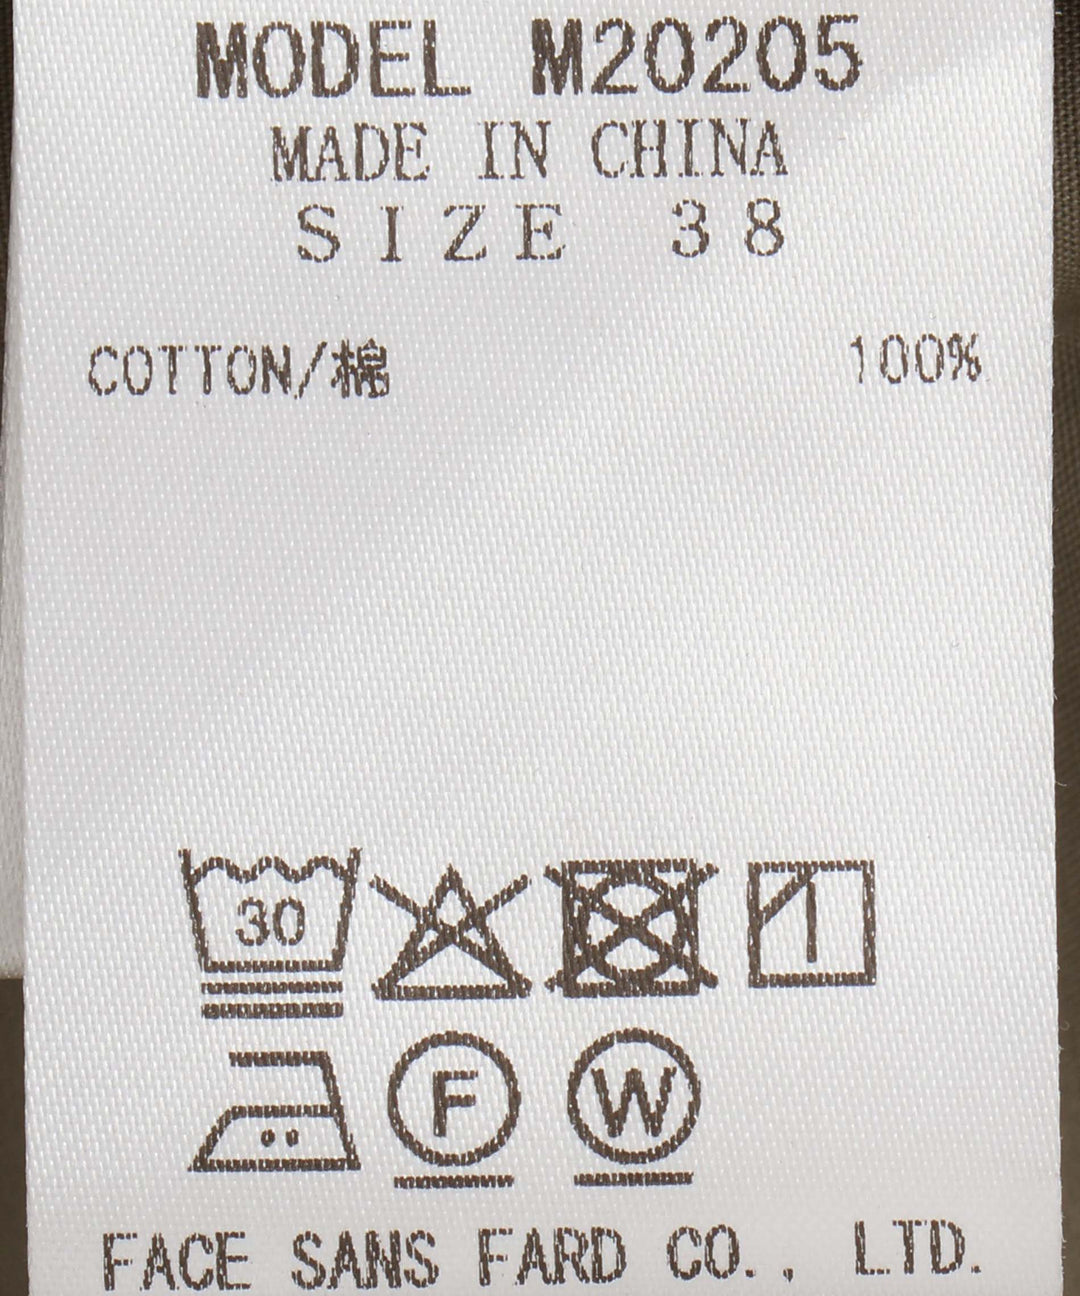 MODEL M20205
MADE IN CHINA
SIZE 38
COTTON/棉 100%
30
F W
FACE SANS FARD CO., LTD.